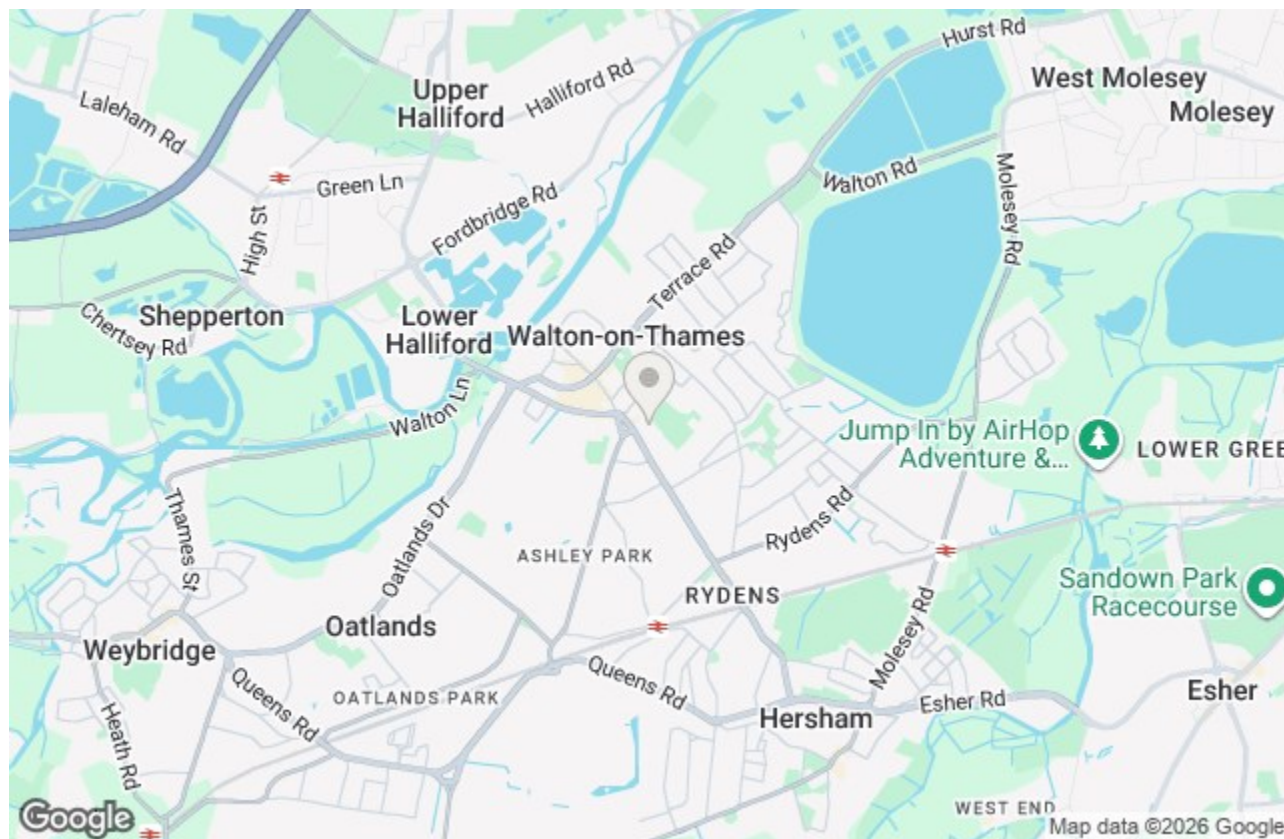 Hurst Rd
West Molesey
Molesey
Upper
Halliford
Halliford Rd
Laleham Rd
Green Ln
Walton Rd
Molesey Rd
High St
Fordbridge Rd
Terrace Rd
Shepperton
Chertsey Rd
Lower
Halliford
Walton-on-Thames
Walton Ln
Jump In by AirHop
Adventure &...
LOWER GREE
Thames St
Oatlands Dr
Rydens Rd
ASHLEY PARK
RYDENS
Sandown Park
Racecourse
Oatlands
Weybridge
Molesey Rd
Queens Rd
Queens Rd
OATLANDS PARK
Heath Rd
Hersham
Esher Rd
Esher
WEST END
Google
Map data ©2026 Google